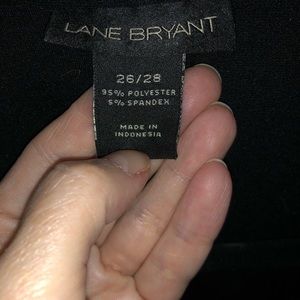 LANE BRYANT
26/28
95% POLYESTER
5% SPANDEX
MADE IN
INDONESIA